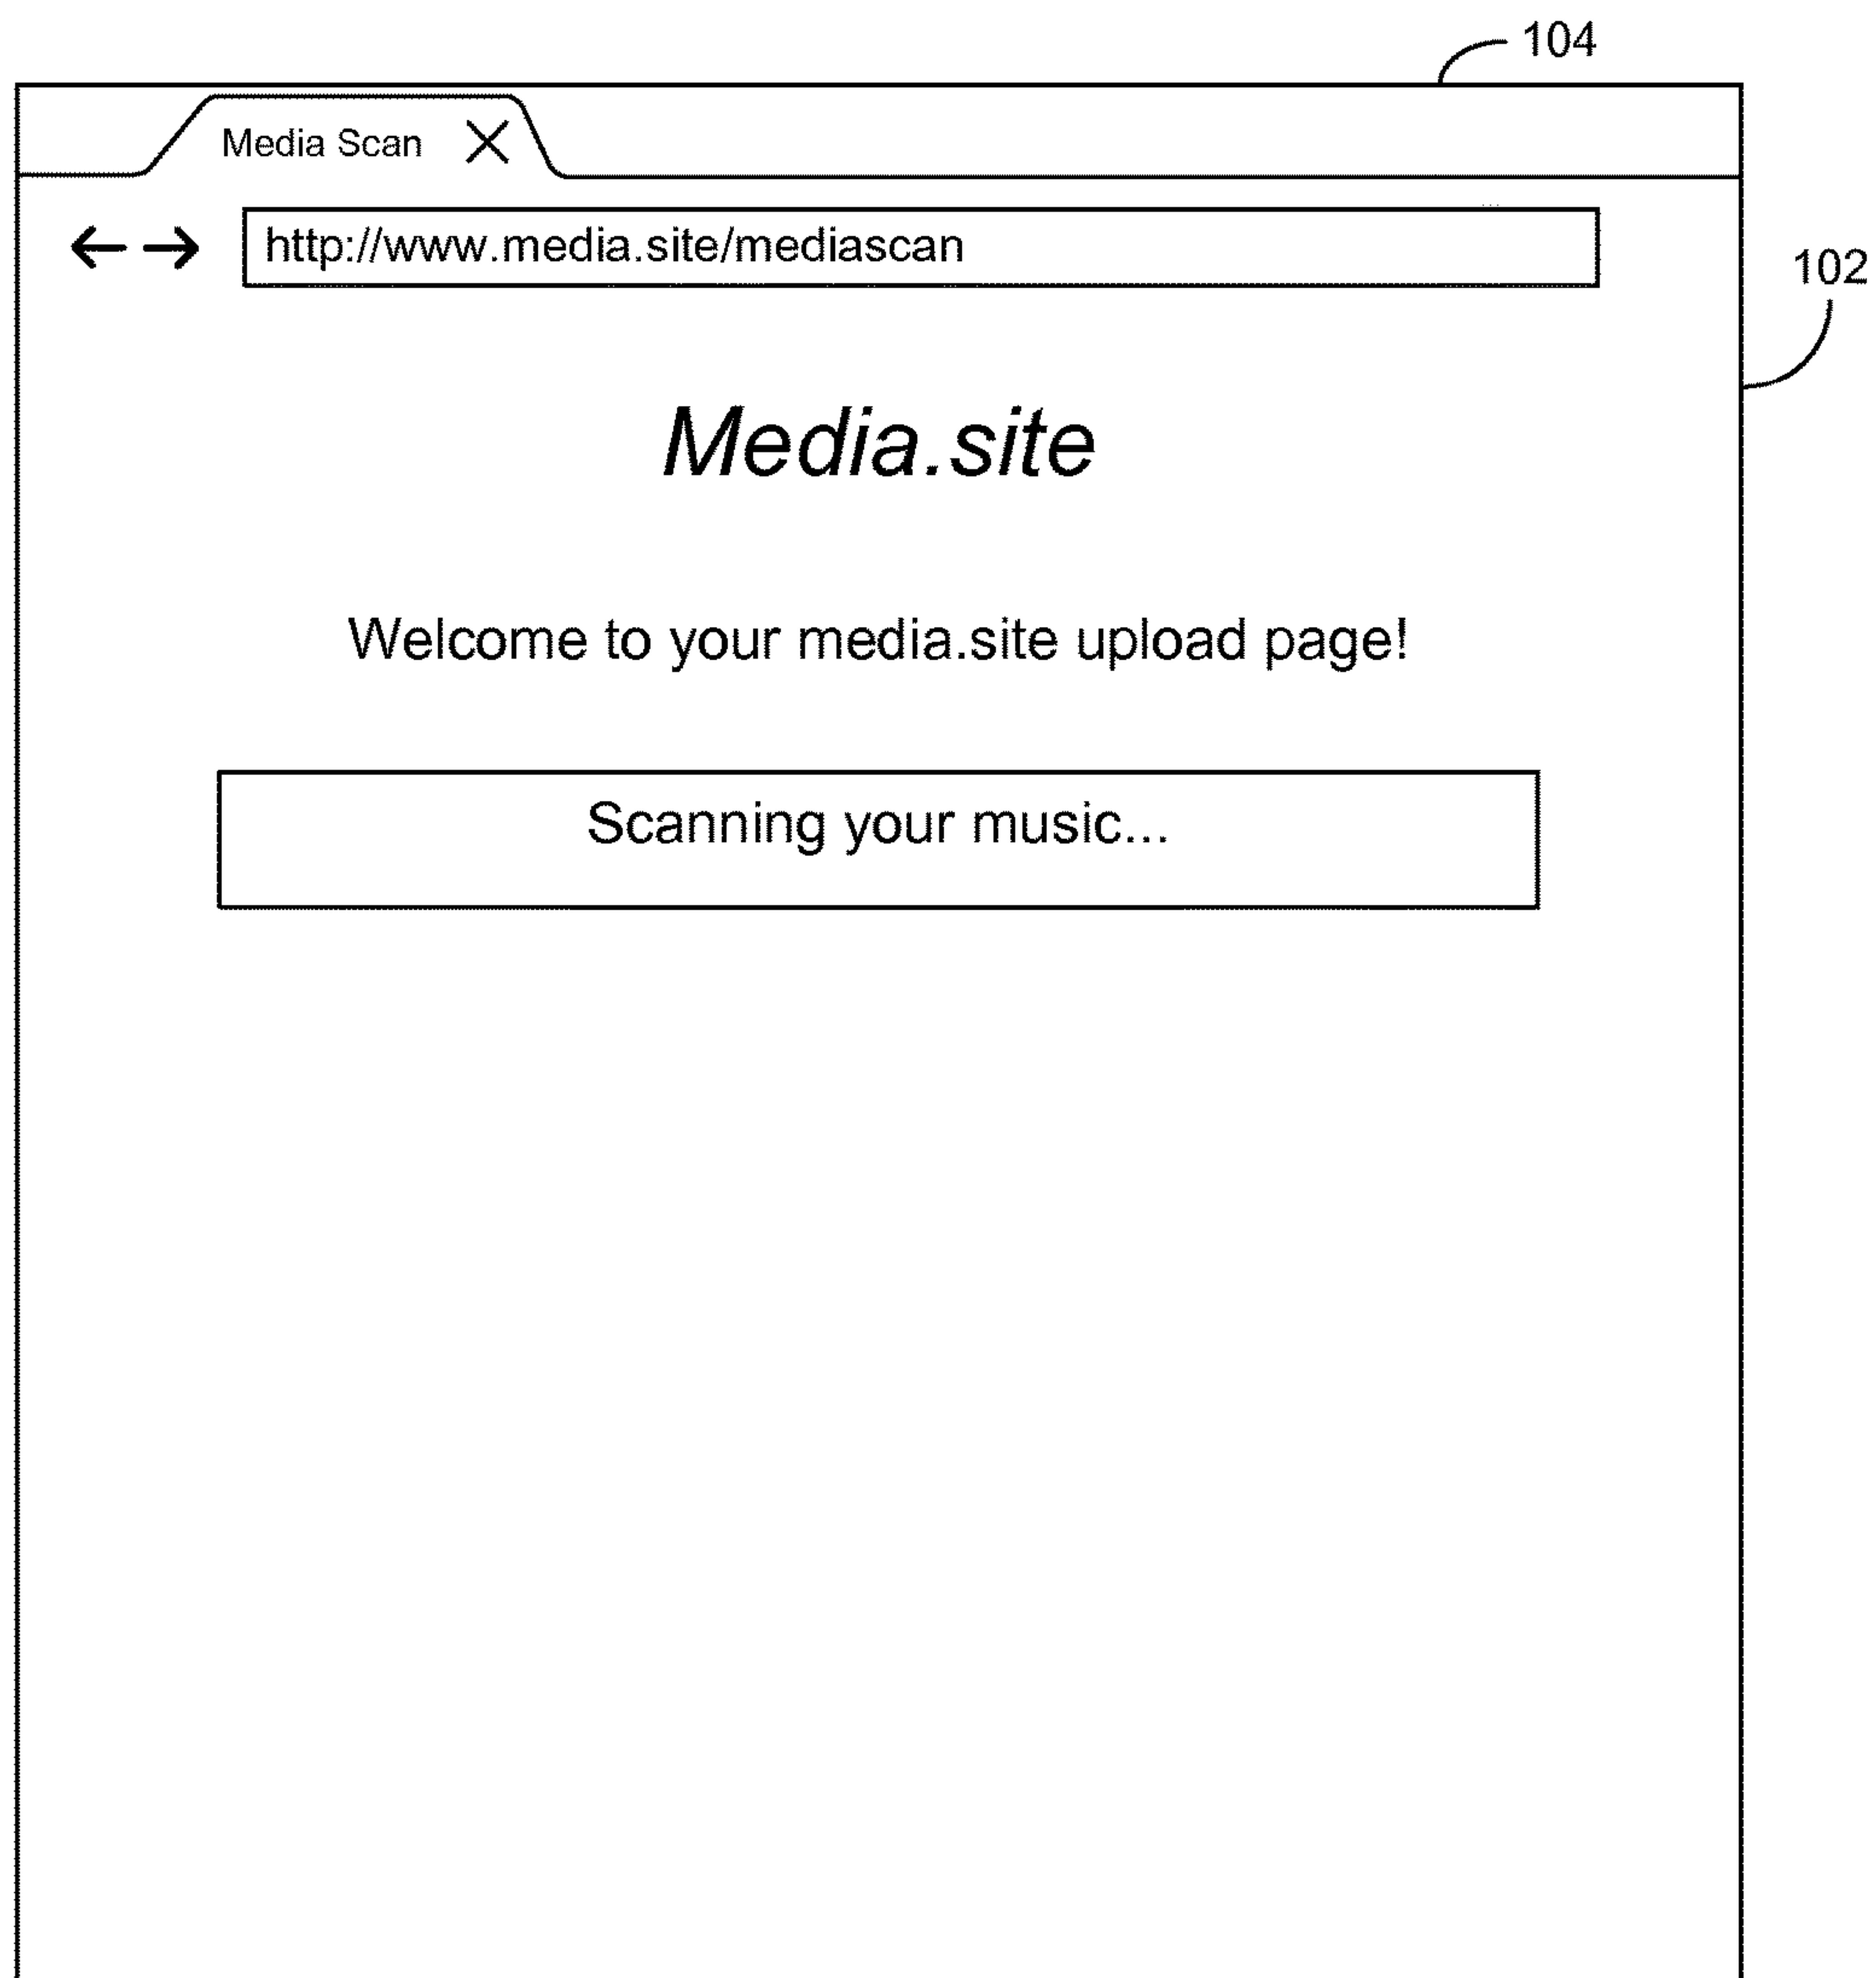 104
Media Scan
http://www.media.site/mediascan
102
Media.site
Welcome to your media.site upload page!
Scanning your music...